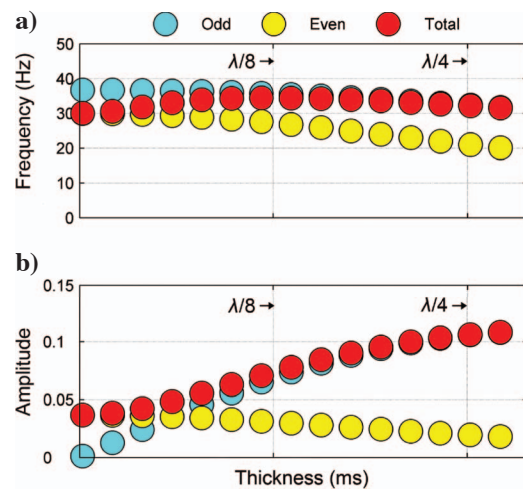 a)
Odd Even Total
50
40
30
20
10
0
Frequency (Hz)
λ/8→
λ/4→
b)
0.15
0.1
0.05
0
Amplitude
λ/8→
λ/4→
Thickness (ms)